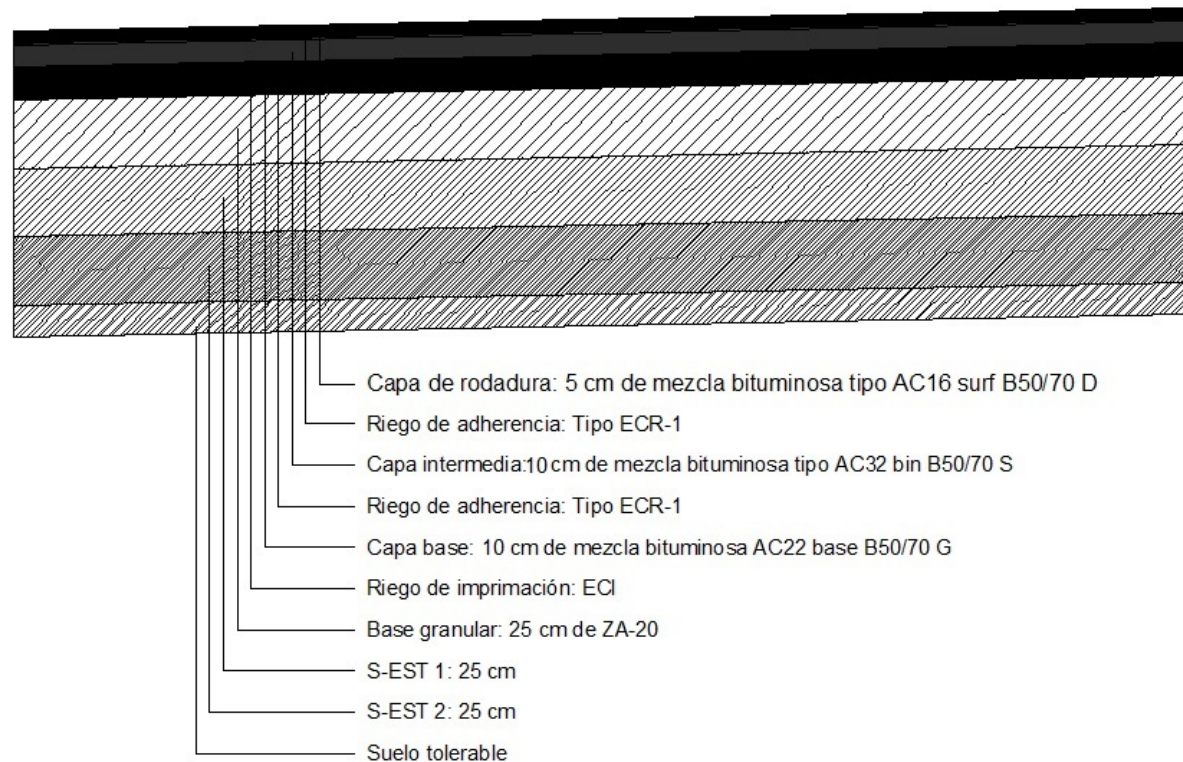 Capa de rodadura: 5 cm de mezcla bituminosa tipo AC16 surf B50/70 D
Riego de adherencia: Tipo ECR-1
Capa intermedia:10 cm de mezcla bituminosa tipo AC32 bin B50/70 S
Riego de adherencia: Tipo ECR-1
Capa base: 10 cm de mezcla bituminosa AC22 base B50/70 G
Riego de imprimación: ECI
Base granular: 25 cm de ZA-20
S-EST 1: 25 cm
S-EST 2: 25 cm
Suelo tolerable